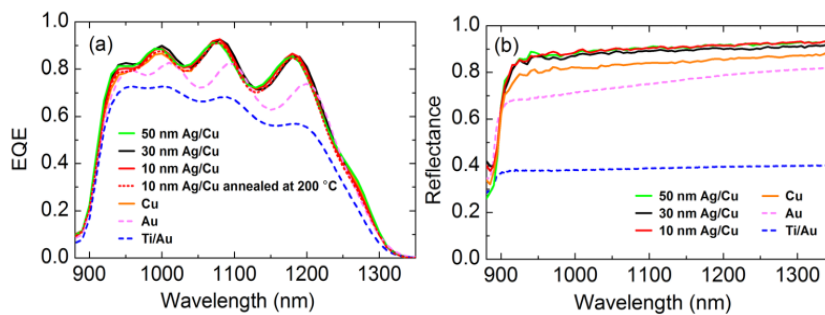 (a)
EQE
1.0
0.8
0.6
0.4
0.2
0.0
50 nm Ag/Cu
30 nm Ag/Cu
10 nm Ag/Cu
10 nm Ag/Cu annealed at 200 °C
Cu
Au
Ti/Au
900 1000 1100 1200 1300
Wavelength (nm)
(b)
Reflectance
1.0
0.8
0.6
0.4
0.2
0.0
50 nm Ag/Cu
30 nm Ag/Cu
10 nm Ag/Cu
Cu
Au
Ti/Au
900 1000 1100 1200 1300
Wavelength (nm)